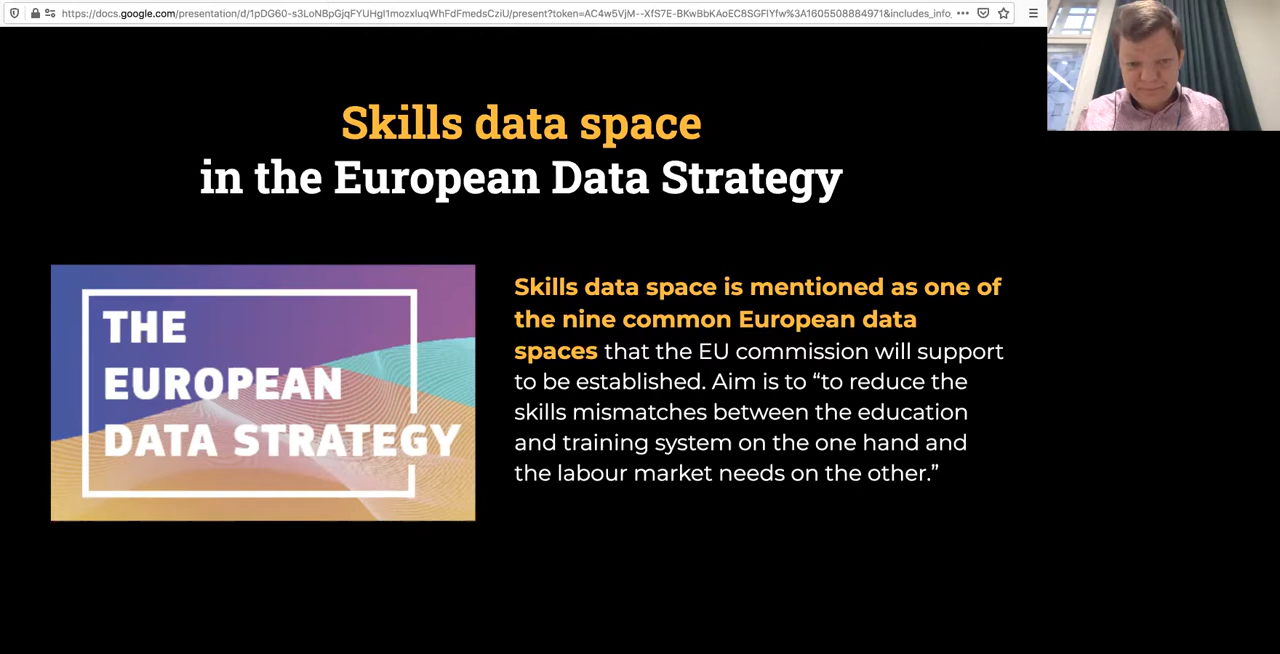 https://docs.google.com/presentation/d/1pDG60-s3LoNBpGjqFYUHgI1mozxluqWhFdFmedsCziU/present?token=AC4w5VjM--XfS7E-BKwBbKAoEC8SGFIYfw%3A1605508884971&includes_info_
Skills data space
in the European Data Strategy
THE
EUROPEAN
DATA STRATEGY
Skills data space is mentioned as one of
the nine common European data
spaces that the EU commission will support
to be established. Aim is to “to reduce the
skills mismatches between the education
and training system on the one hand and
the labour market needs on the other.”